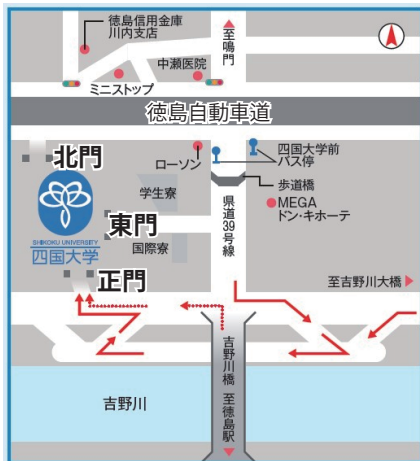 徳島信用金庫
川内支店
至鳴門
中瀬医院
ミニストップ
徳島自動車道
北門
ローソン
四国大学前
バス停
学生寮
歩道橋
県道39号線
MEGA
ドン・キホーテ
東門
SHIKOKU UNIVERSITY
四国大学
国際寮
正門
至吉野川大橋
吉野川橋
至徳島駅
吉野川